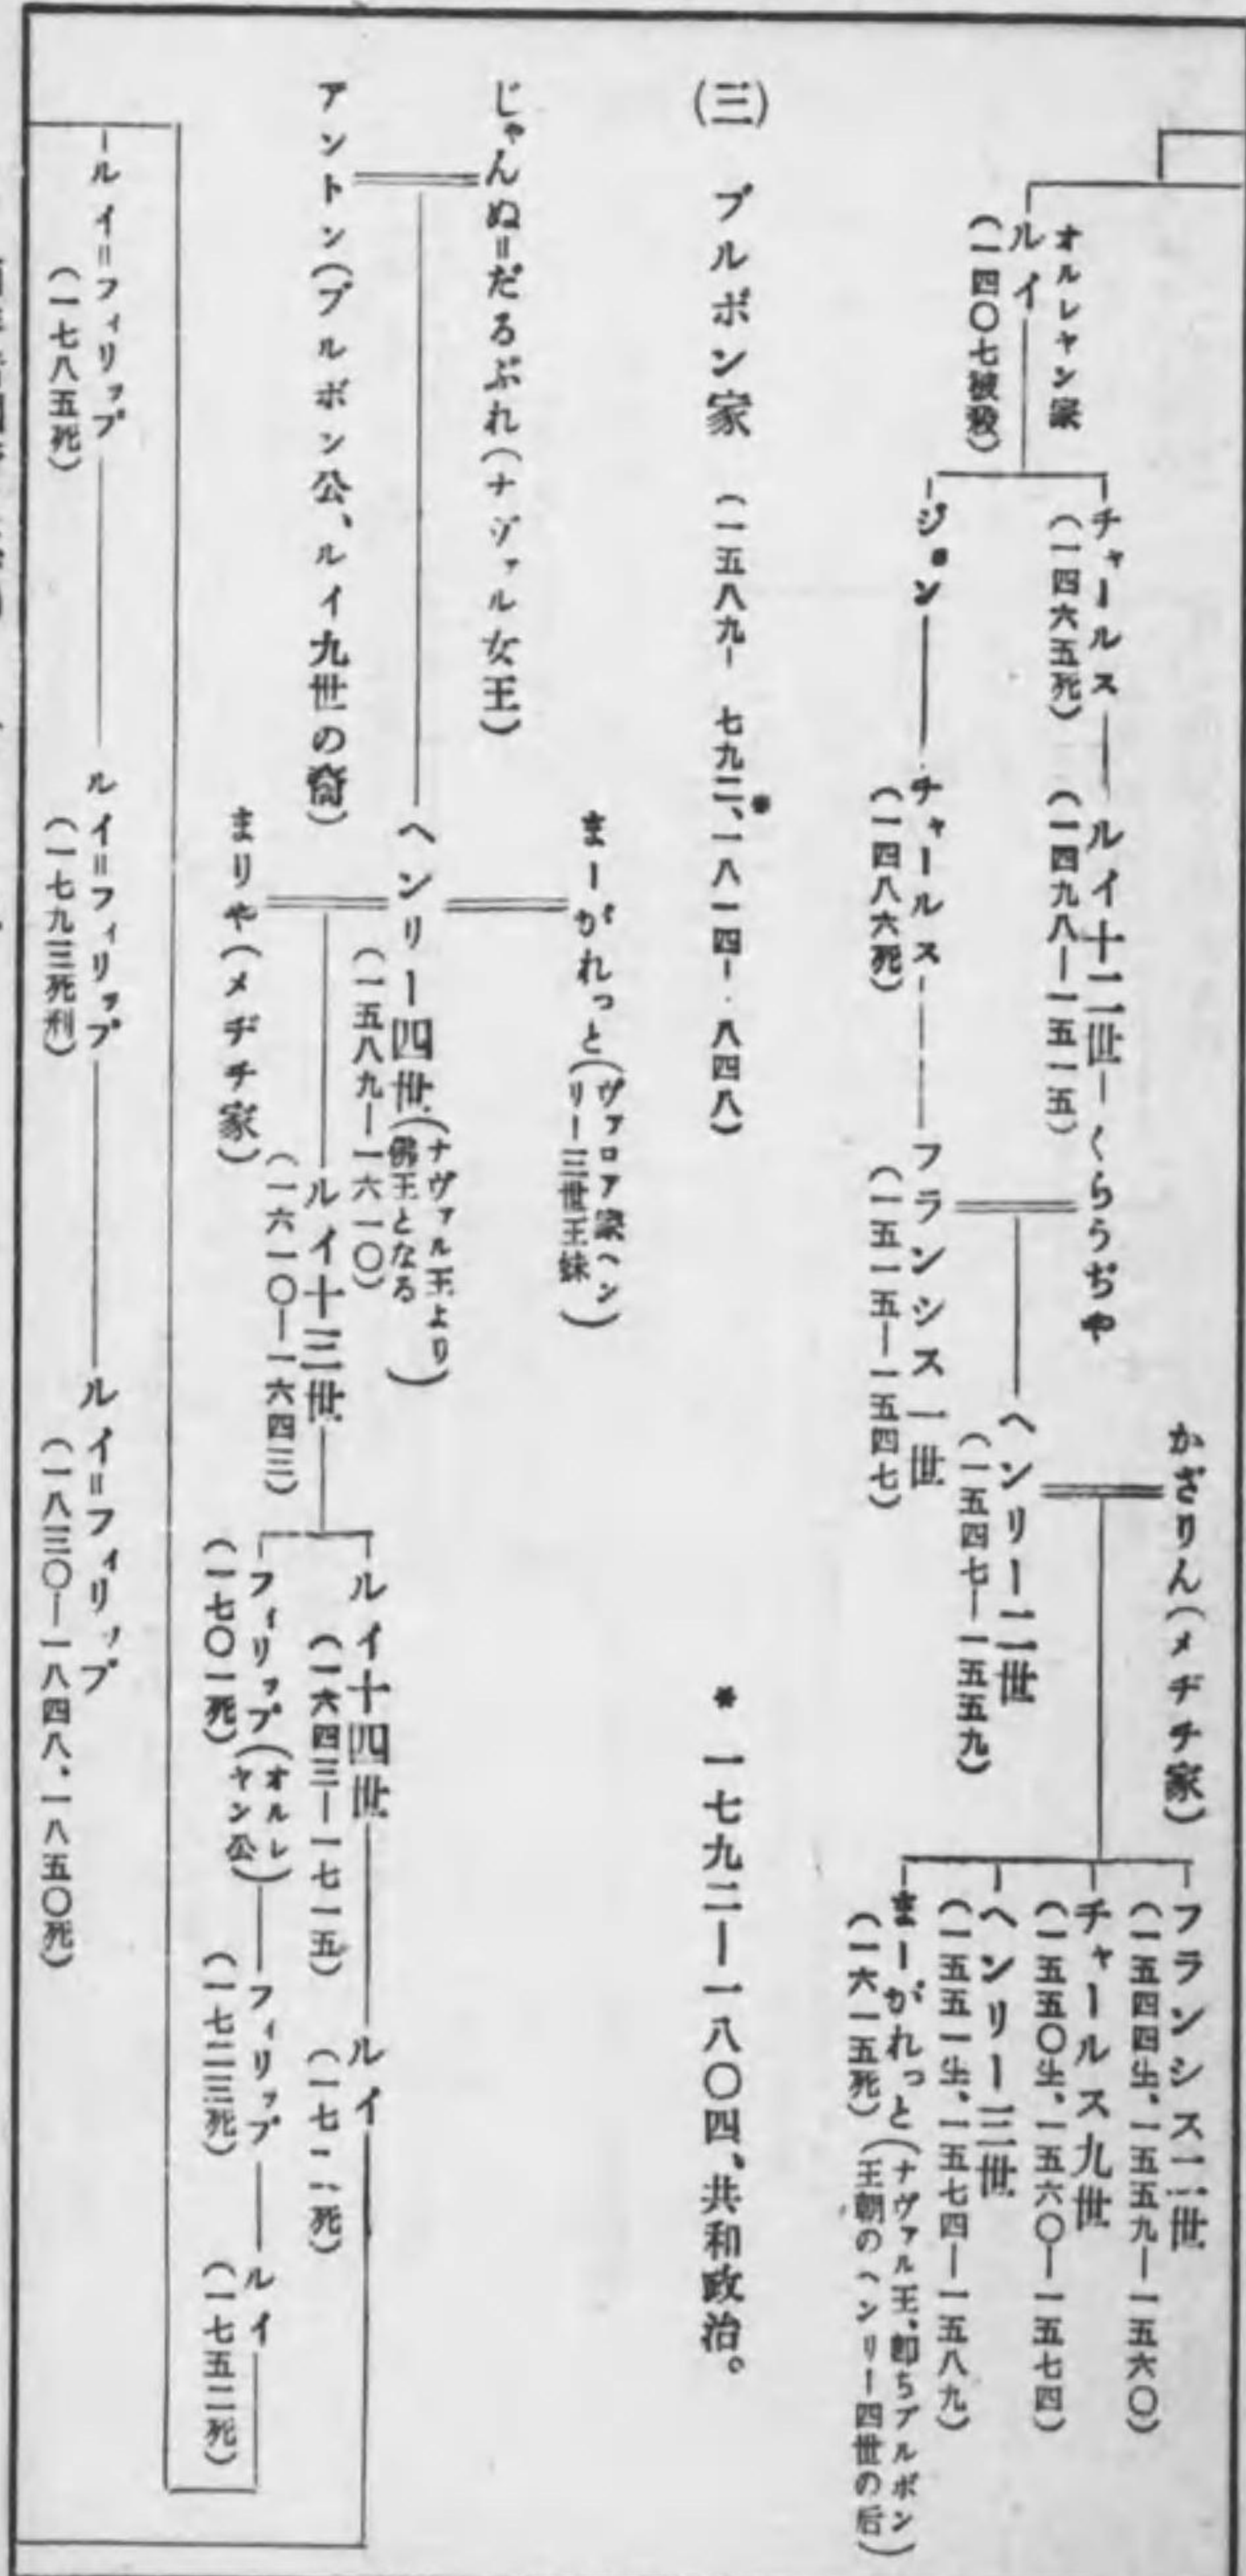 オルレャン家
ルイ
(一四〇七被殺)
チャールス
(一四六五死)
ルイ十二世ーくらうぢや
(一四九八ー一五一五)
ジョン
チャールス
(一四八六死)
フランシス一世
(一五一五ー一五四七)
かざりん(メヂチ家)
ヘンリー二世
(一五四七ー一五五九)
フランシス二世
(一五四四生、一五五九ー一五六〇)
チャールス九世
(一五五〇生、一五六〇ー一五七四)
ヘンリー三世
(一五五一生、一五七四ー一五八九)
まーがれっと(ナヴァル王、卽ちブルボン
王朝のヘンリー四世の后)
(一六一五死)
(三) ブルボン家 (一五八九ー 七九二、*一八一四ー 八四八)
* 一七九二ー一八〇四、共和政治。
じゃんぬ=だるぶれ(ナヴァル女王)
アントン(ブルボン公、ルイ九世の裔)
まーがれっと(ヴァロア家ヘン
リー三世王妹)
ヘンリー四世(ナヴァル王より
佛王となる)
(一五八九ー一六一〇)
まりや(メヂチ家)
ルイ十三世
(一六一〇ー一六四三)
ルイ十四世
(一六四三ー一七一五)
ルイ
(一七一一死)
フィリップ(オルレ
ャン公)
(一七〇一死)
フィリップ
(一七二三死)
ルイ
(一七五二死)
ルイ=フィリップ
(一七八五死)
ルイ=フィリップ
(一七九三死刑)
ルイ=フィリップ
(一八三〇ー一八四八、一八五〇死)